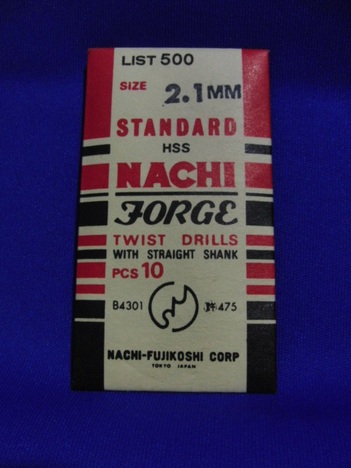 LIST 500
SIZE 2.1MM
STANDARD
HSS
NACHI
FORGE
TWIST DRILLS
WITH STRAIGHT SHANK
PCS 10
B4301 475
NACHI-FUJIKOSHI CORP
TOKYO JAPAN